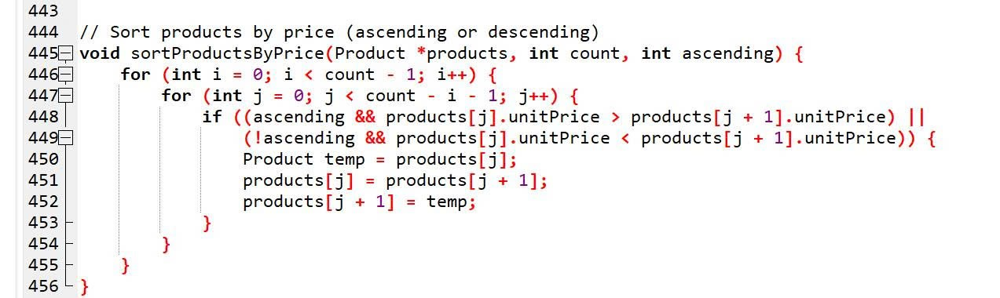 443
444 // Sort products by price (ascending or descending)
445 void sortProductsByPrice(Product *products, int count, int ascending) {
446     for (int i = 0; i < count - 1; i++) {
447         for (int j = 0; j < count - i - 1; j++) {
448             if ((ascending && products[j].unitPrice > products[j + 1].unitPrice) ||
449                 (!ascending && products[j].unitPrice < products[j + 1].unitPrice)) {
450                 Product temp = products[j];
451                 products[j] = products[j + 1];
452                 products[j + 1] = temp;
453             }
454         }
455     }
456 }